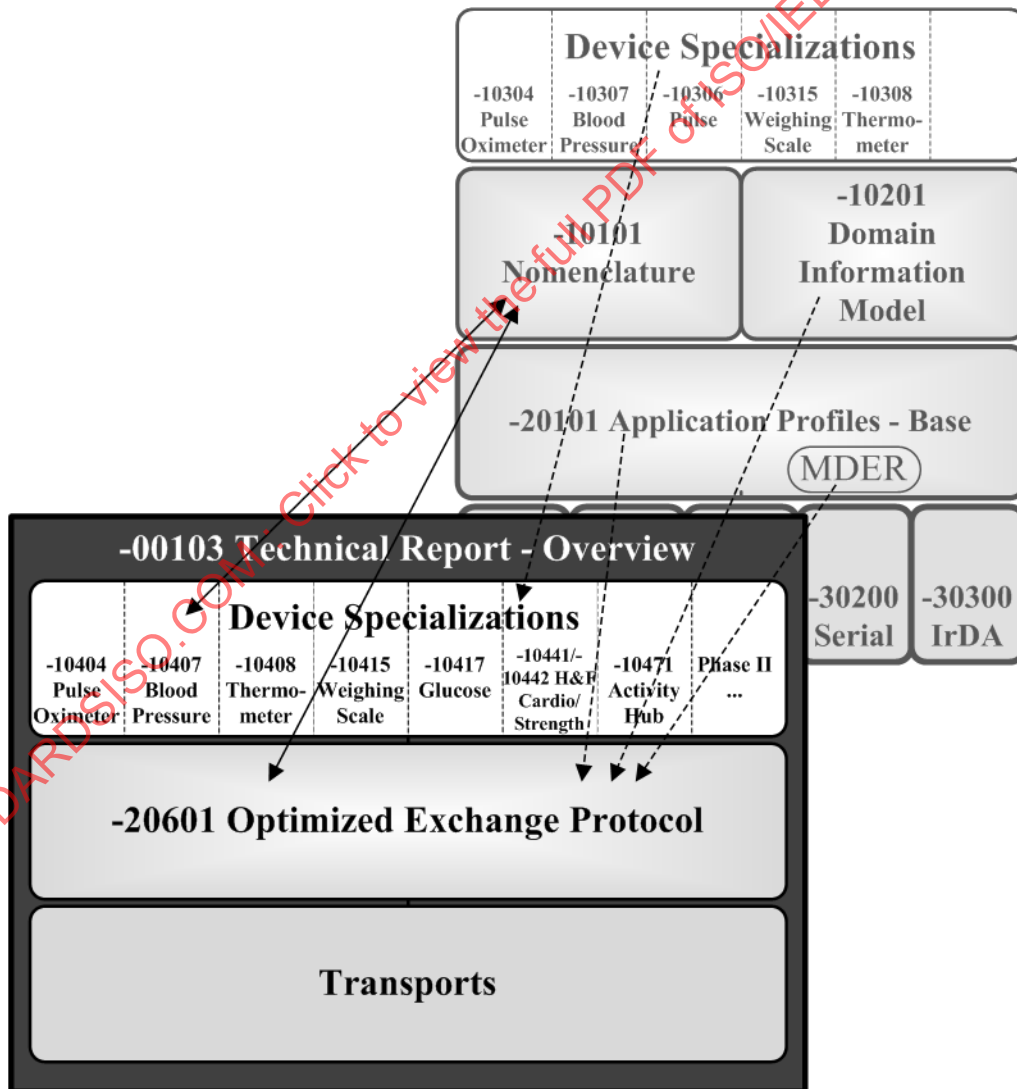 Device Specializations
-10304
Pulse
Oximeter
-10307
Blood
Pressure
-10306
Pulse
-10315
Weighing
Scale
-10308
Thermo-
meter
-10101
Nomenclature
-10201
Domain
Information
Model
-20101 Application Profiles - Base
MDER
-30200
Serial
-30300
IrDA
-00103 Technical Report - Overview
Device Specializations
-10404
Pulse
Oximeter
-10407
Blood
Pressure
-10408
Thermo-
meter
-10415
Weighing
Scale
-10417
Glucose
-10441/-
10442 H&F
Cardio/
Strength
-10471
Activity
Hub
Phase II
...
-20601 Optimized Exchange Protocol
Transports
DARDSISO.COM: Click to view the full PDF of ISO/IE